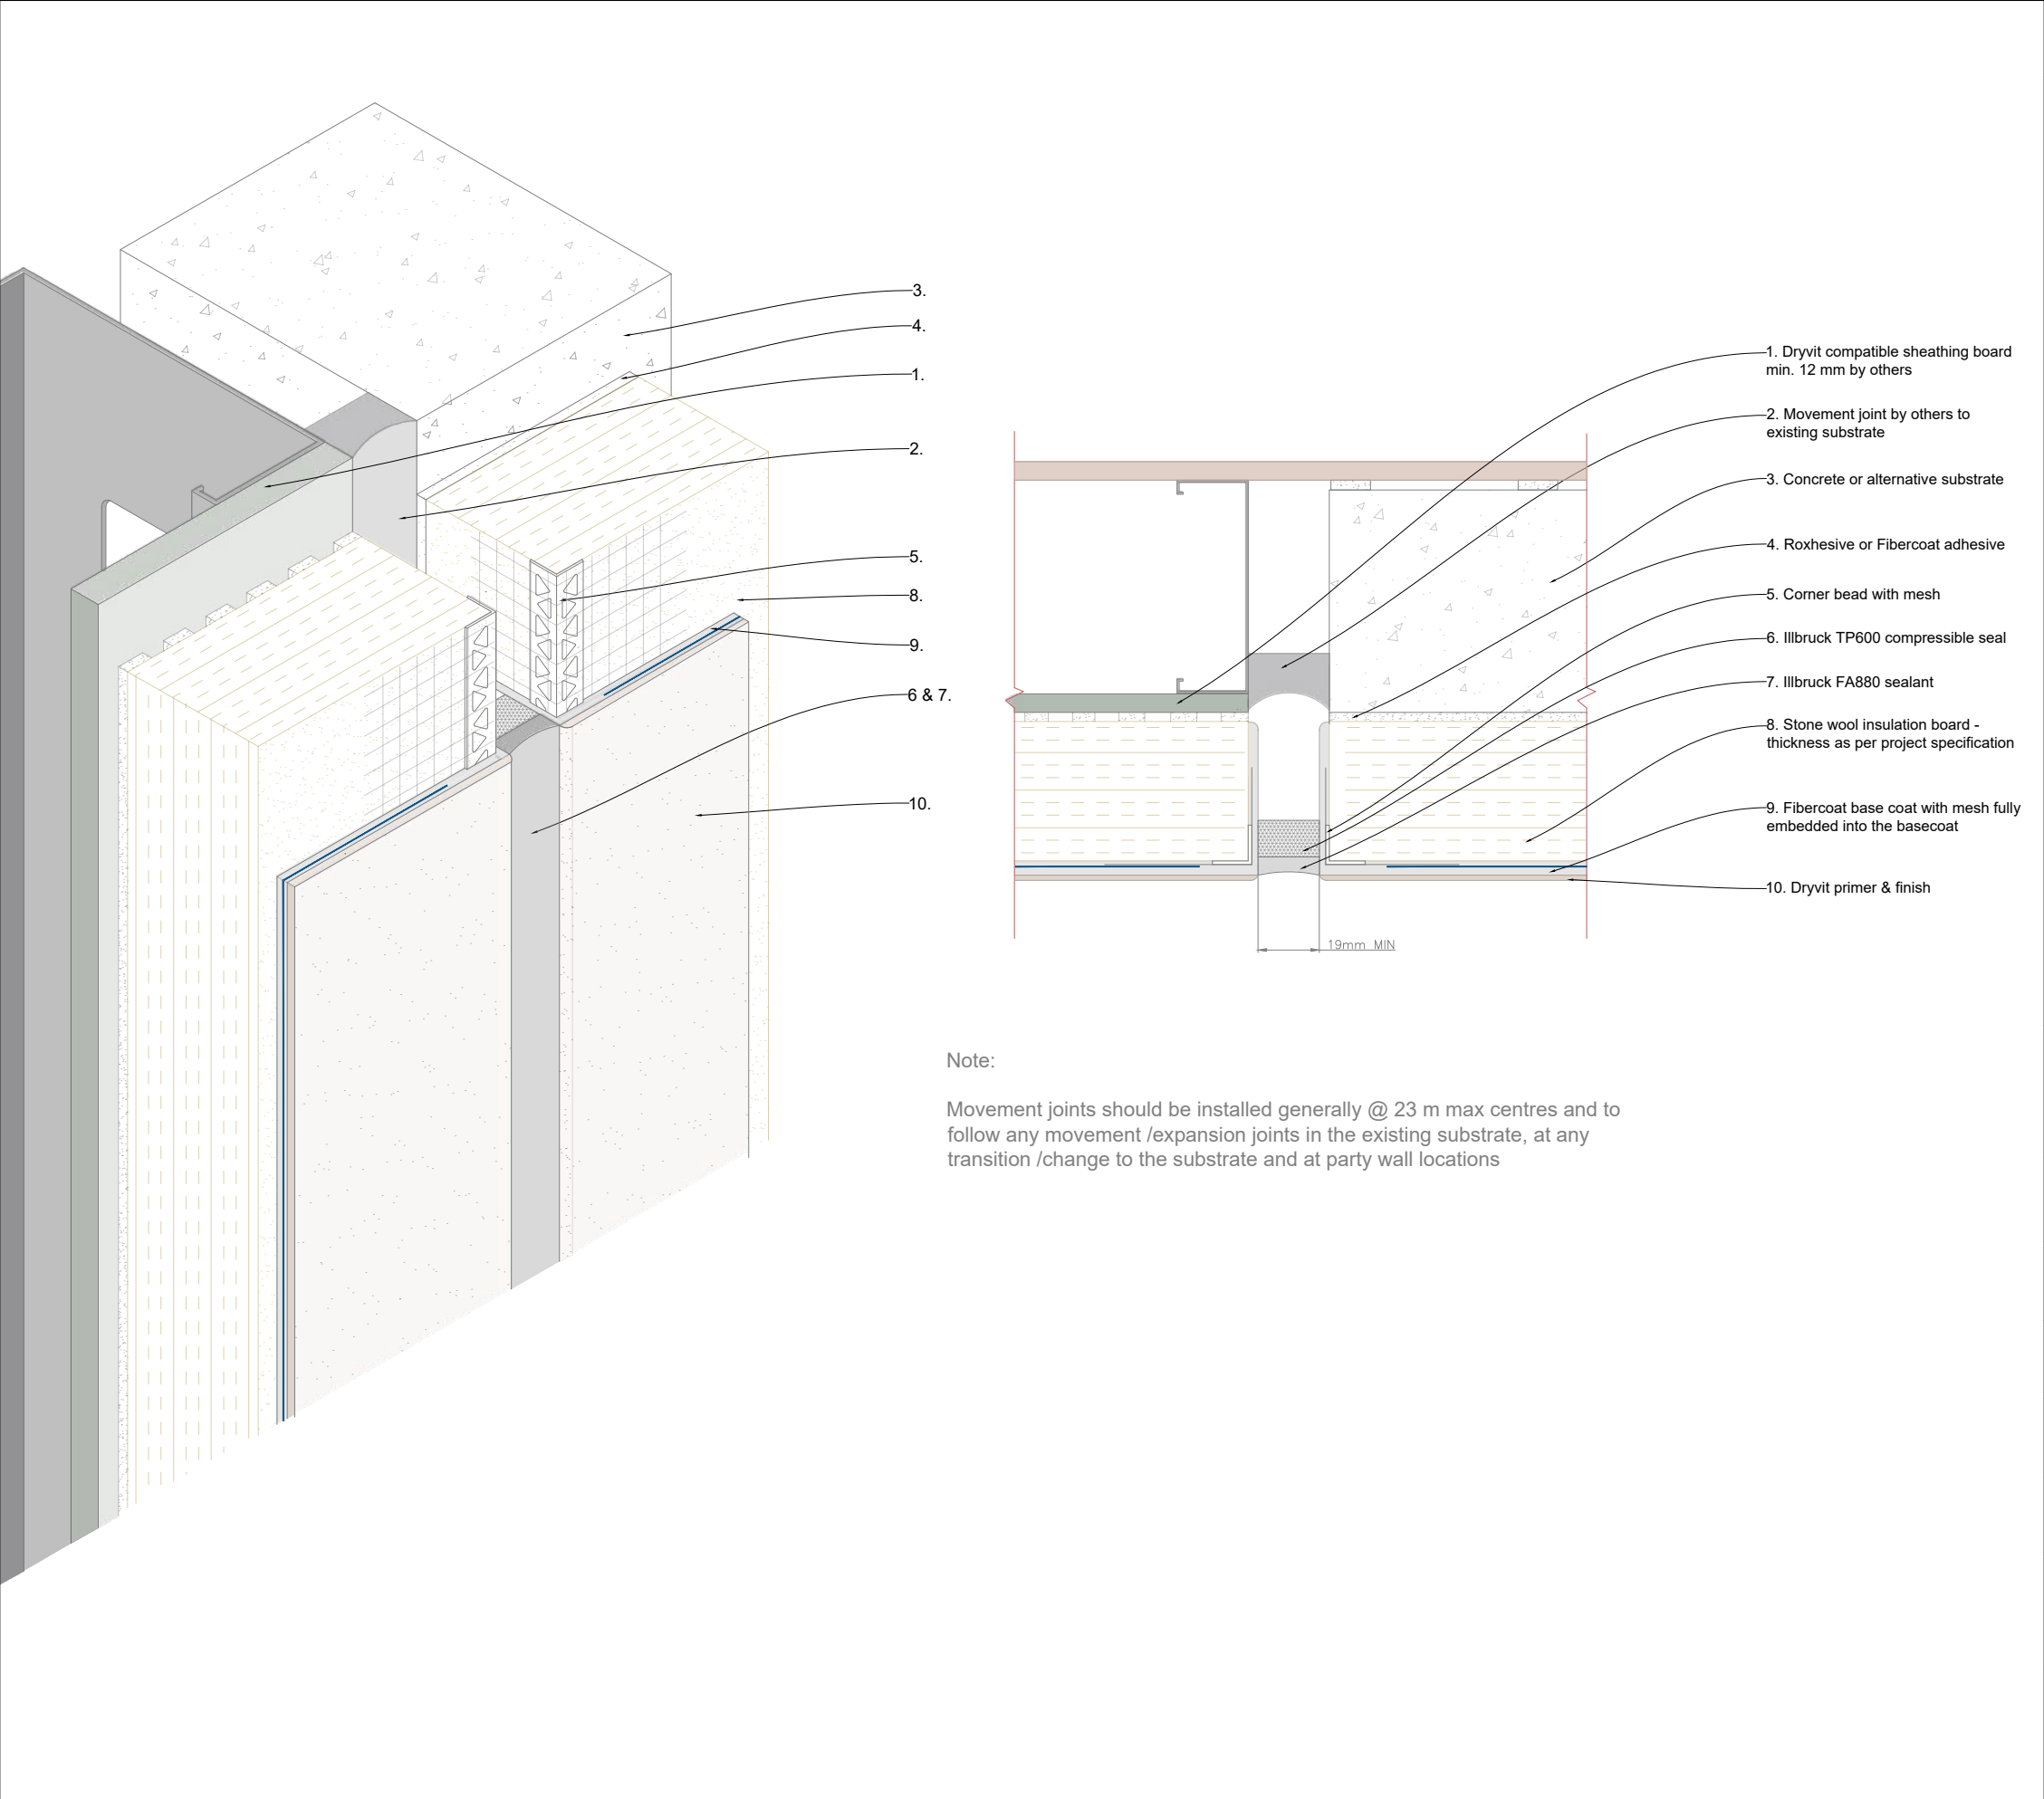 3.
4.
1.
2.
5.
8.
9.
6 & 7.
10.
1. Dryvit compatible sheathing board
min. 12 mm by others
2. Movement joint by others to
existing substrate
3. Concrete or alternative substrate
4. Roxhesive or Fibercoat adhesive
5. Corner bead with mesh
6. Illbruck TP600 compressible seal
7. Illbruck FA880 sealant
8. Stone wool insulation board -
thickness as per project specification
9. Fibercoat base coat with mesh fully
embedded into the basecoat
10. Dryvit primer & finish
19mm MIN
Note:
Movement joints should be installed generally @ 23 m max centres and to
follow any movement /expansion joints in the existing substrate, at any
transition /change to the substrate and at party wall locations